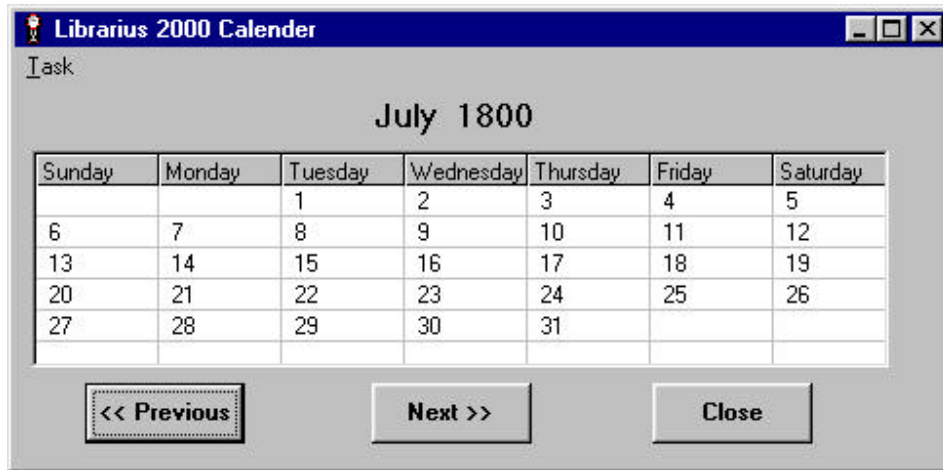 Librarius 2000 Calender
Task
July 1800
Sunday Monday Tuesday Wednesday Thursday Friday Saturday
1 2 3 4 5
6 7 8 9 10 11 12
13 14 15 16 17 18 19
20 21 22 23 24 25 26
27 28 29 30 31
<< Previous Next >> Close